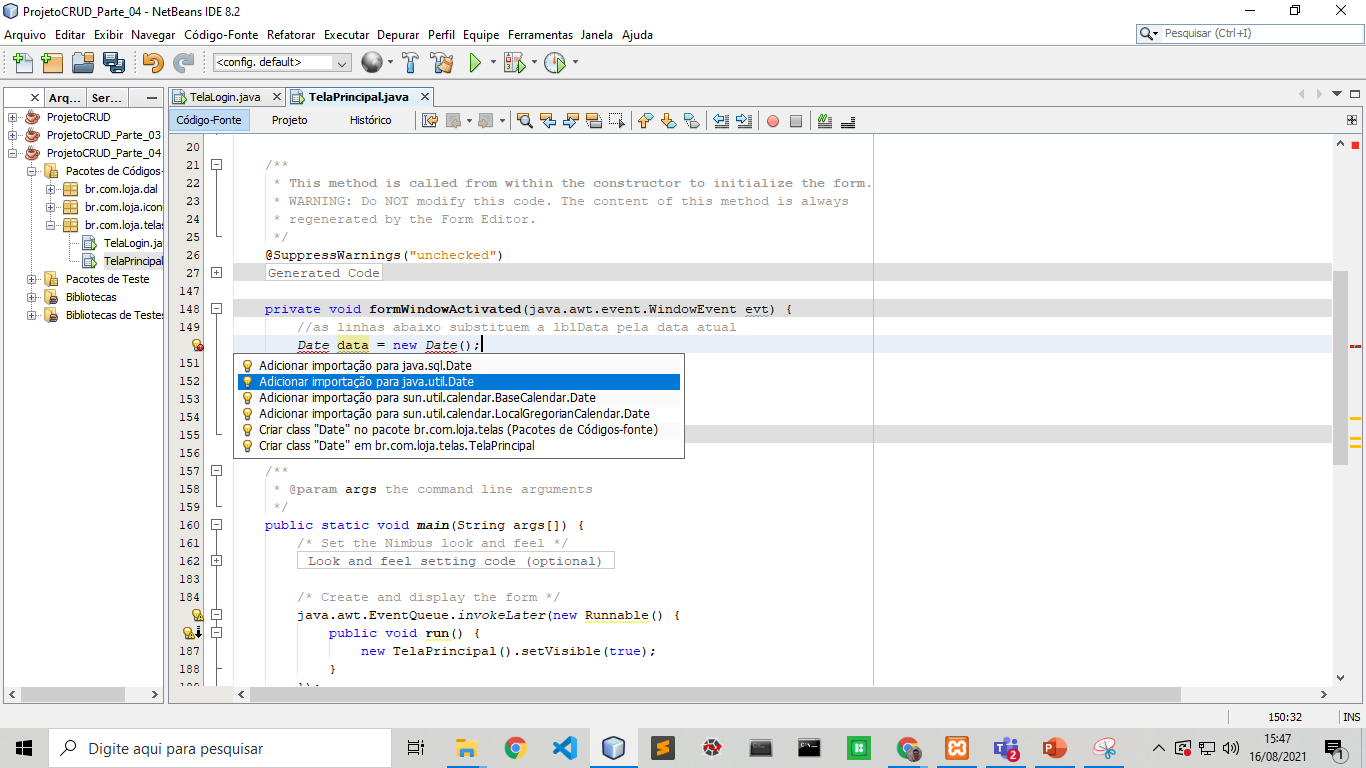 ProjetoCRUD_Parte_04 - NetBeans IDE 8.2
Arquivo Editar Exibir Navegar Código-Fonte Refatorar Executar Depurar Perfil Equipe Ferramentas Janela Ajuda
Pesquisar (Ctrl+I)
<config. default>
Arq... Ser...
TelaLogin.java
TelaPrincipal.java
Código-Fonte Projeto Histórico
ProjetoCRUD
ProjetoCRUD_Parte_03
ProjetoCRUD_Parte_04
Pacotes de Códigos-
br.com.loja.dal
br.com.loja.icon
br.com.loja.telas
TelaLogin.ja
TelaPrincipal
Pacotes de Teste
Bibliotecas
Bibliotecas de Testes
20
21 /**
22 * This method is called from within the constructor to initialize the form.
23 * WARNING: Do NOT modify this code. The content of this method is always
24 * regenerated by the Form Editor.
25 */
26 @SuppressWarnings("unchecked")
27 Generated Code
147
148 private void formWindowActivated(java.awt.event.WindowEvent evt) {
149 //as linhas abaixo substituem a lblData pela data atual
Date data = new Date();
151
152
153
154
155
Adicionar importação para java.sql.Date
Adicionar importação para java.util.Date
Adicionar importação para sun.util.calendar.BaseCalendar.Date
Adicionar importação para sun.util.calendar.LocalGregorianCalendar.Date
Criar class "Date" no pacote br.com.loja.telas (Pacotes de Códigos-fonte)
Criar class "Date" em br.com.loja.telas.TelaPrincipal
156
157 /**
158 * @param args the command line arguments
159 */
160 public static void main(String args[]) {
161 /* Set the Nimbus look and feel */
162 Look and feel setting code (optional)
183
184 /* Create and display the form */
java.awt.EventQueue.invokeLater(new Runnable() {
public void run() {
187 new TelaPrincipal().setVisible(true);
188 }
189 });
150:32 INS
Digite aqui para pesquisar
2
15:47
16/08/2021
1